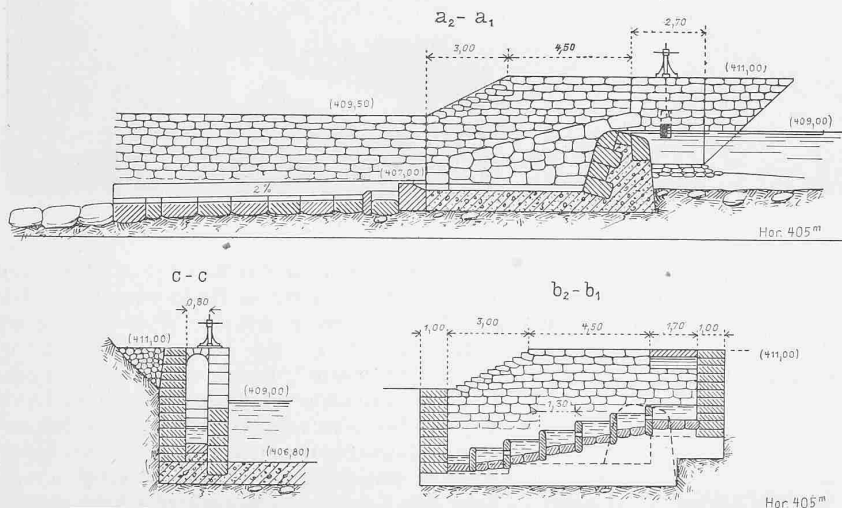 a₂ - a₁
3,00
4,50
2,70
(411,00)
(409,50)
(409,00)
(407,00)
2%
Hor. 405ᵐ
c - c
0,80
(411,00)
(409,00)
(406,80)
b₂ - b₁
1,00 3,00 4,50 1,70 1,00
(411,00)
1,30
Hor. 405ᵐ